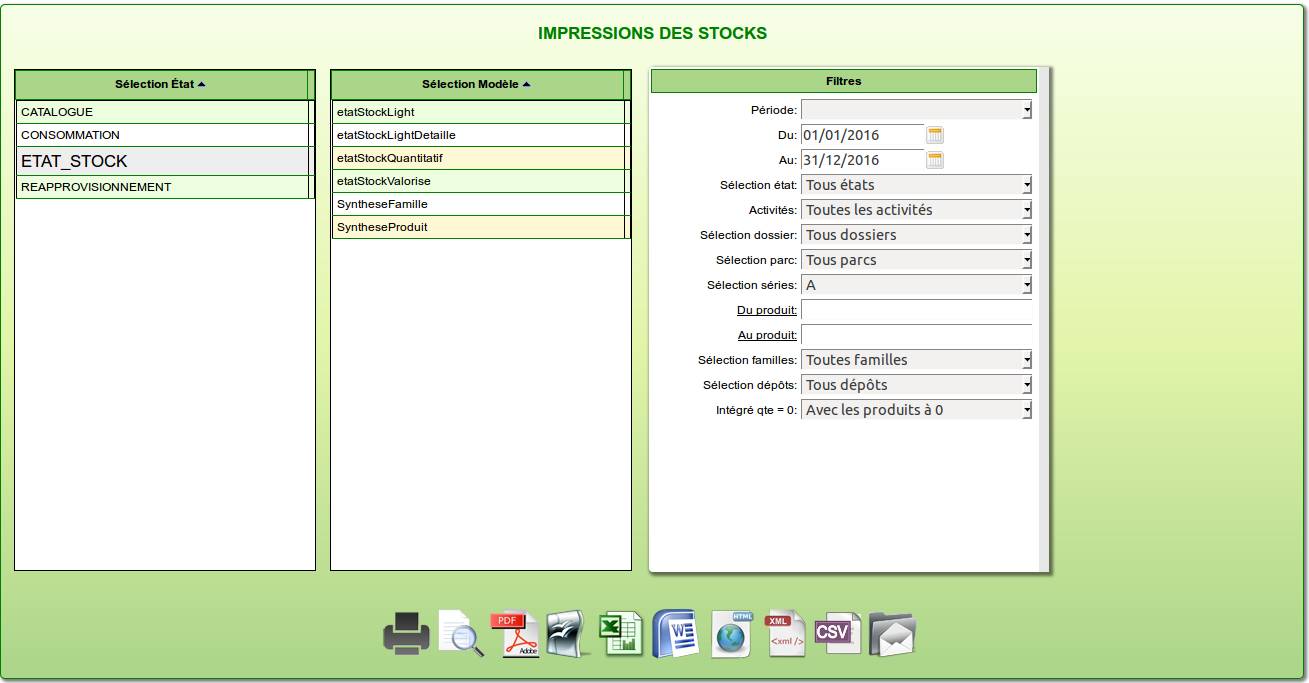 IMPRESSIONS DES STOCKS
Sélection État
CATALOGUE
CONSOMMATION
ETAT_STOCK
REAPPROVISIONNEMENT
Sélection Modèle
etatStockLight
etatStockLightDetaille
etatStockQuantitatif
etatStockValorise
SyntheseFamille
SyntheseProduit
Filtres
Période:
Du: 01/01/2016
Au: 31/12/2016
Sélection état: Tous états
Activités: Toutes les activités
Sélection dossier: Tous dossiers
Sélection parc: Tous parcs
Sélection séries: A
Du produit:
Au produit:
Sélection familles: Toutes familles
Sélection dépôts: Tous dépôts
Intégré qte = 0: Avec les produits à 0
PDF
Adobe
X
W
HTML
XML
<xml />
CSV